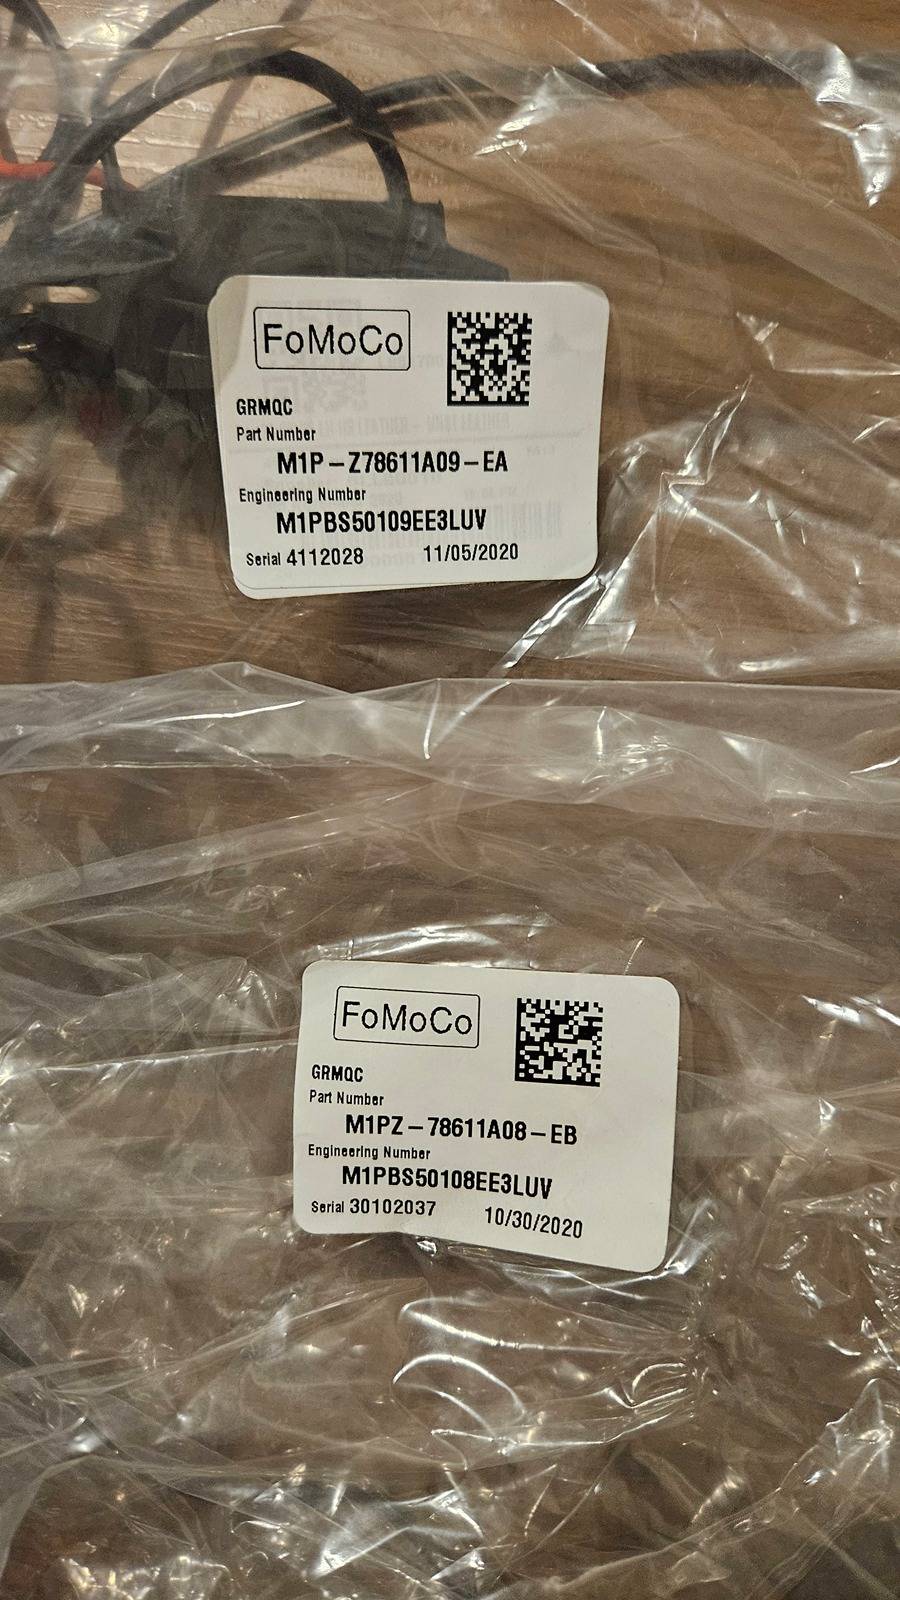 FoMoCo
GRMQC
Part Number
M1P-Z78611A09-EA
Engineering Number
M1PBS50109EE3LUV
Serial 4112028 11/05/2020
FoMoCo
GRMQC
Part Number
M1PZ-78611A08-EB
Engineering Number
M1PBS50108EE3LUV
Serial 30102037 10/30/2020